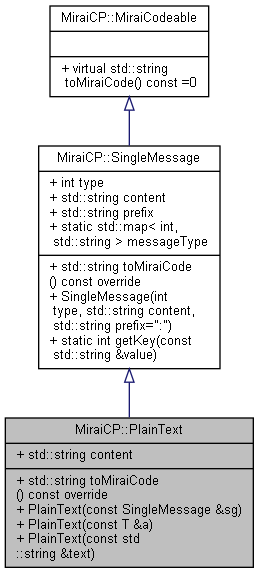 MiraiCP::MiraiCodeable
+ virtual std::string
toMiraiCode() const =0
MiraiCP::SingleMessage
+ int type
+ std::string content
+ std::string prefix
+ static std::map< int,
std::string > messageType
+ std::string toMiraiCode
() const override
+ SingleMessage(int
type, std::string content,
std::string prefix=":")
+ static int getKey(const
std::string &value)
MiraiCP::PlainText
+ std::string content
+ std::string toMiraiCode
() const override
+ PlainText(const SingleMessage &sg)
+ PlainText(const T &a)
+ PlainText(const std
::string &text)